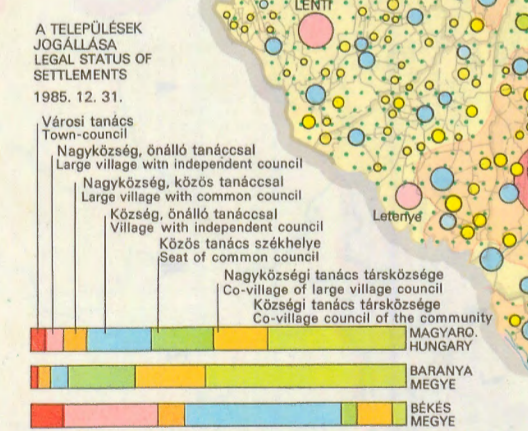 LENTI
A TELEPÜLÉSEK
JOGÁLLÁSA
LEGAL STATUS OF
SETTLEMENTS
1985. 12. 31.
Városi tanács
Town-council
Nagyközség, önálló tanáccsal
Large village witn independent council
Nagyközség, közös tanáccsal
Large village with common council
Község, önálló tanáccsal
Village with independent council
Közös tanács székhelye
Seat of common council
Nagyközségi tanács társközsége
Co-village of large village council
Községi tanács társközsége
Co-village council of the community
Letenye
MAGYARO.
HUNGARY
BARANYA
MEGYE
BÉKÉS
MEGYE